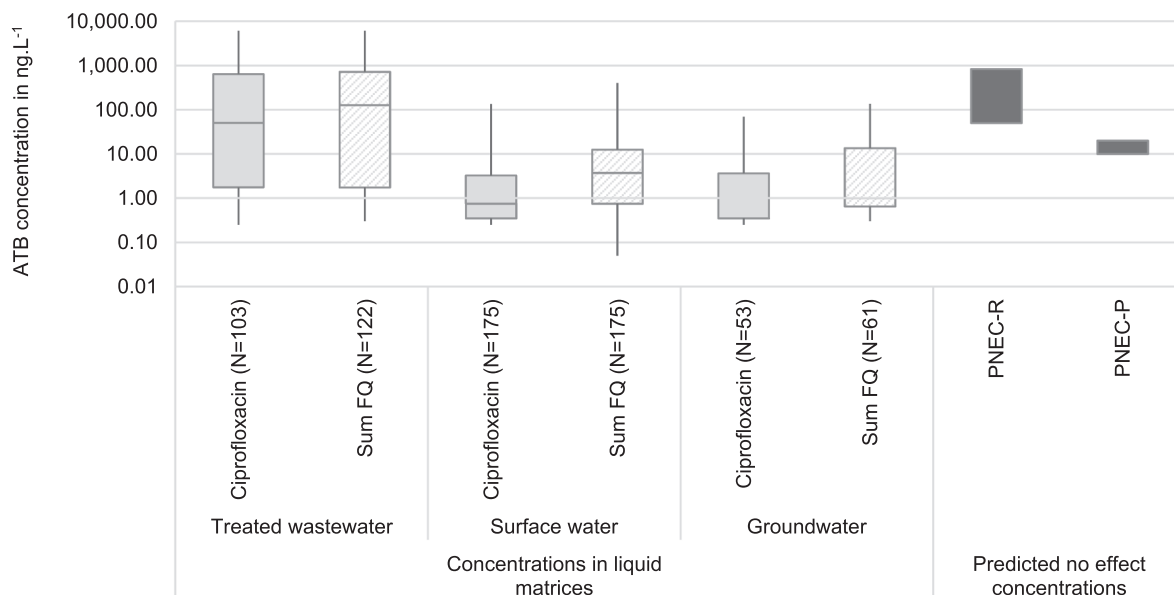 ATB concentration in ng.L-1
10,000.00
1,000.00
100.00
10.00
1.00
0.10
0.01
Ciprofloxacin (N=103)
Sum FQ (N=122)
Ciprofloxacin (N=175)
Sum FQ (N=175)
Ciprofloxacin (N=53)
Sum FQ (N=61)
PNEC-R
PNEC-P
Treated wastewater
Surface water
Groundwater
Concentrations in liquid
matrices
Predicted no effect
concentrations